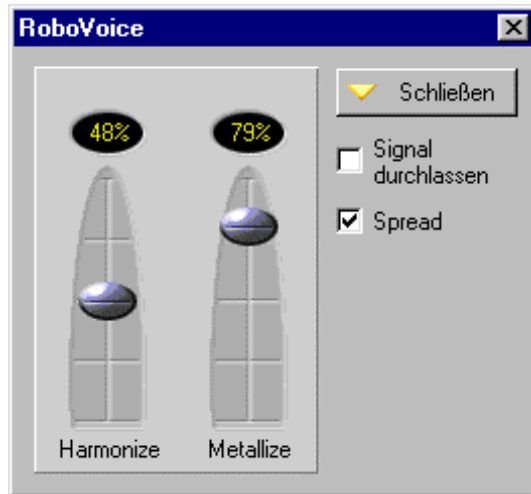 RoboVoice
48%
79%
Harmonize
Metallize
Schließen
Signal
durchlassen
Spread